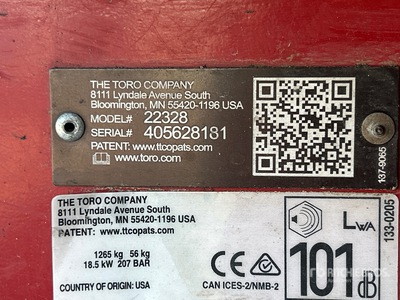 THE TORO COMPANY
8111 Lyndale Avenue South
Bloomington, MN 55420-1196 USA
MODEL# 22328
SERIAL# 405628181
PATENT: www.ttcopats.com
www.toro.com
137-9065
THE TORO COMPANY
8111 Lyndale Avenue South
Bloomington, MN 55420-1196 USA
PATENT: www.ttcopats.com
1265 kg 56 kg
18.5 kW 207 BAR
COUNTRY OF ORIGIN: USA
CE
CAN ICES-2/NMB-2
LWA
101 dB
133-0205